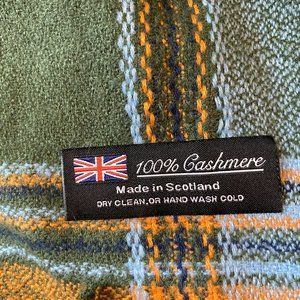 100% Cashmere
Made in Scotland
DRY CLEAN,OR HAND WASH COLD